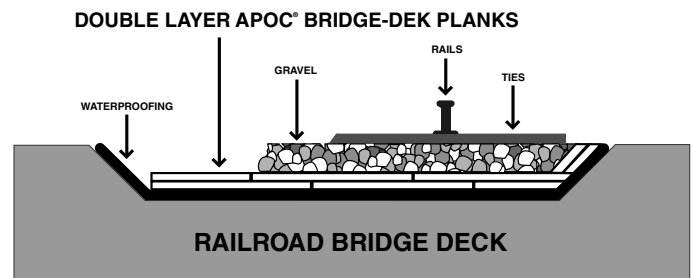 DOUBLE LAYER APOC® BRIDGE-DEK PLANKS
RAILS
GRAVEL
TIES
WATERPROOFING
RAILROAD BRIDGE DECK